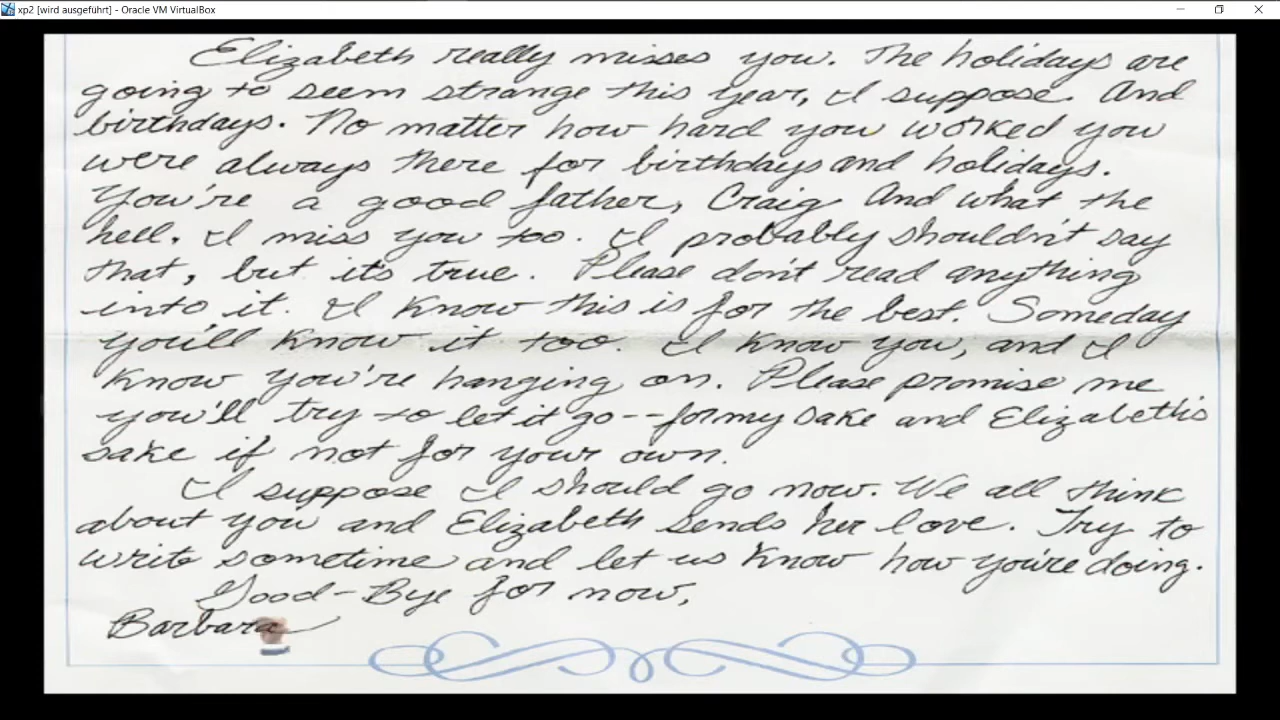 xp2 [wird ausgeführt] - Oracle VM VirtualBox
Elizabeth really misses you. The holidays are
going to seem strange this year, I suppose. And
birthdays. No matter how hard you worked you
were always there for birthdays and holidays.
You're a good father, Craig And what the
hell. I miss you too. I probably shouldn't say
that, but it's true. Please don't read anything
into it. I know this is for the best. Someday
you'll know it too. I know you, and I
know you're hanging on. Please promise me
you'll try to let it go--for my sake and Elizabeth's
sake if not for your own.
I suppose I should go now. We all think
about you and Elizabeth sends her love. Try to
write sometime and let us know how you're doing.
Good-Bye for now,
Barbara